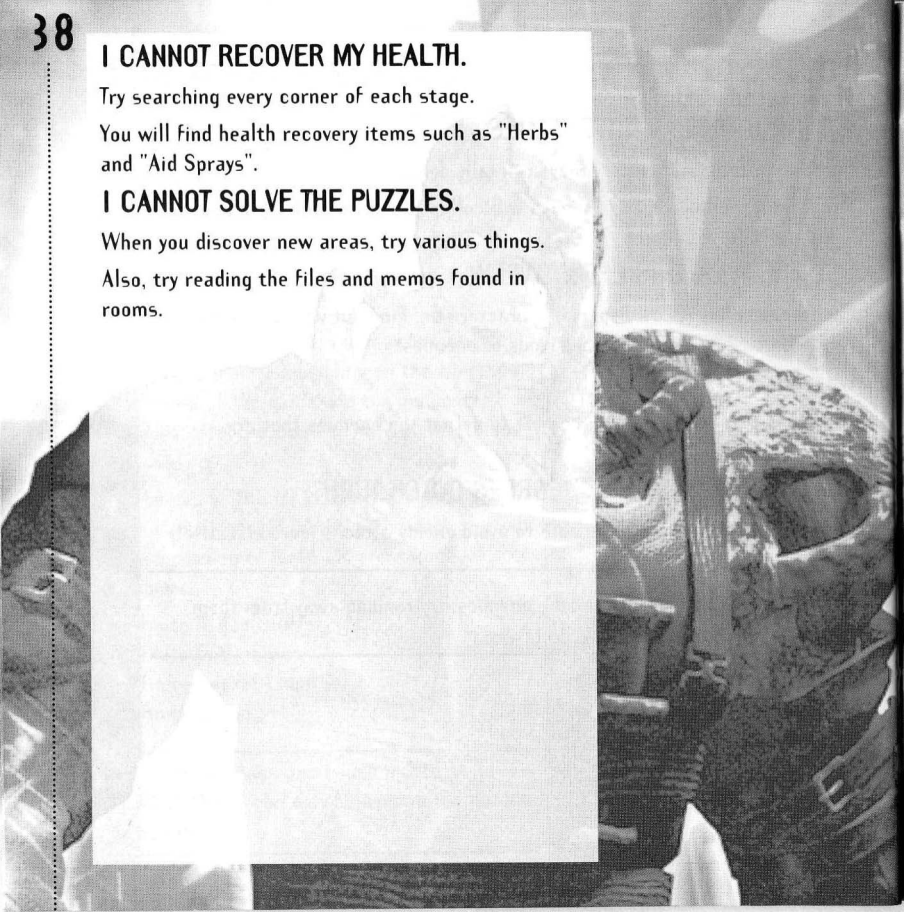 38
I CANNOT RECOVER MY HEALTH.
Try searching every corner of each stage.
You will find health recovery items such as "Herbs"
and "Aid Sprays".
I CANNOT SOLVE THE PUZZLES.
When you discover new areas, try various things.
Also, try reading the files and memos found in
rooms.